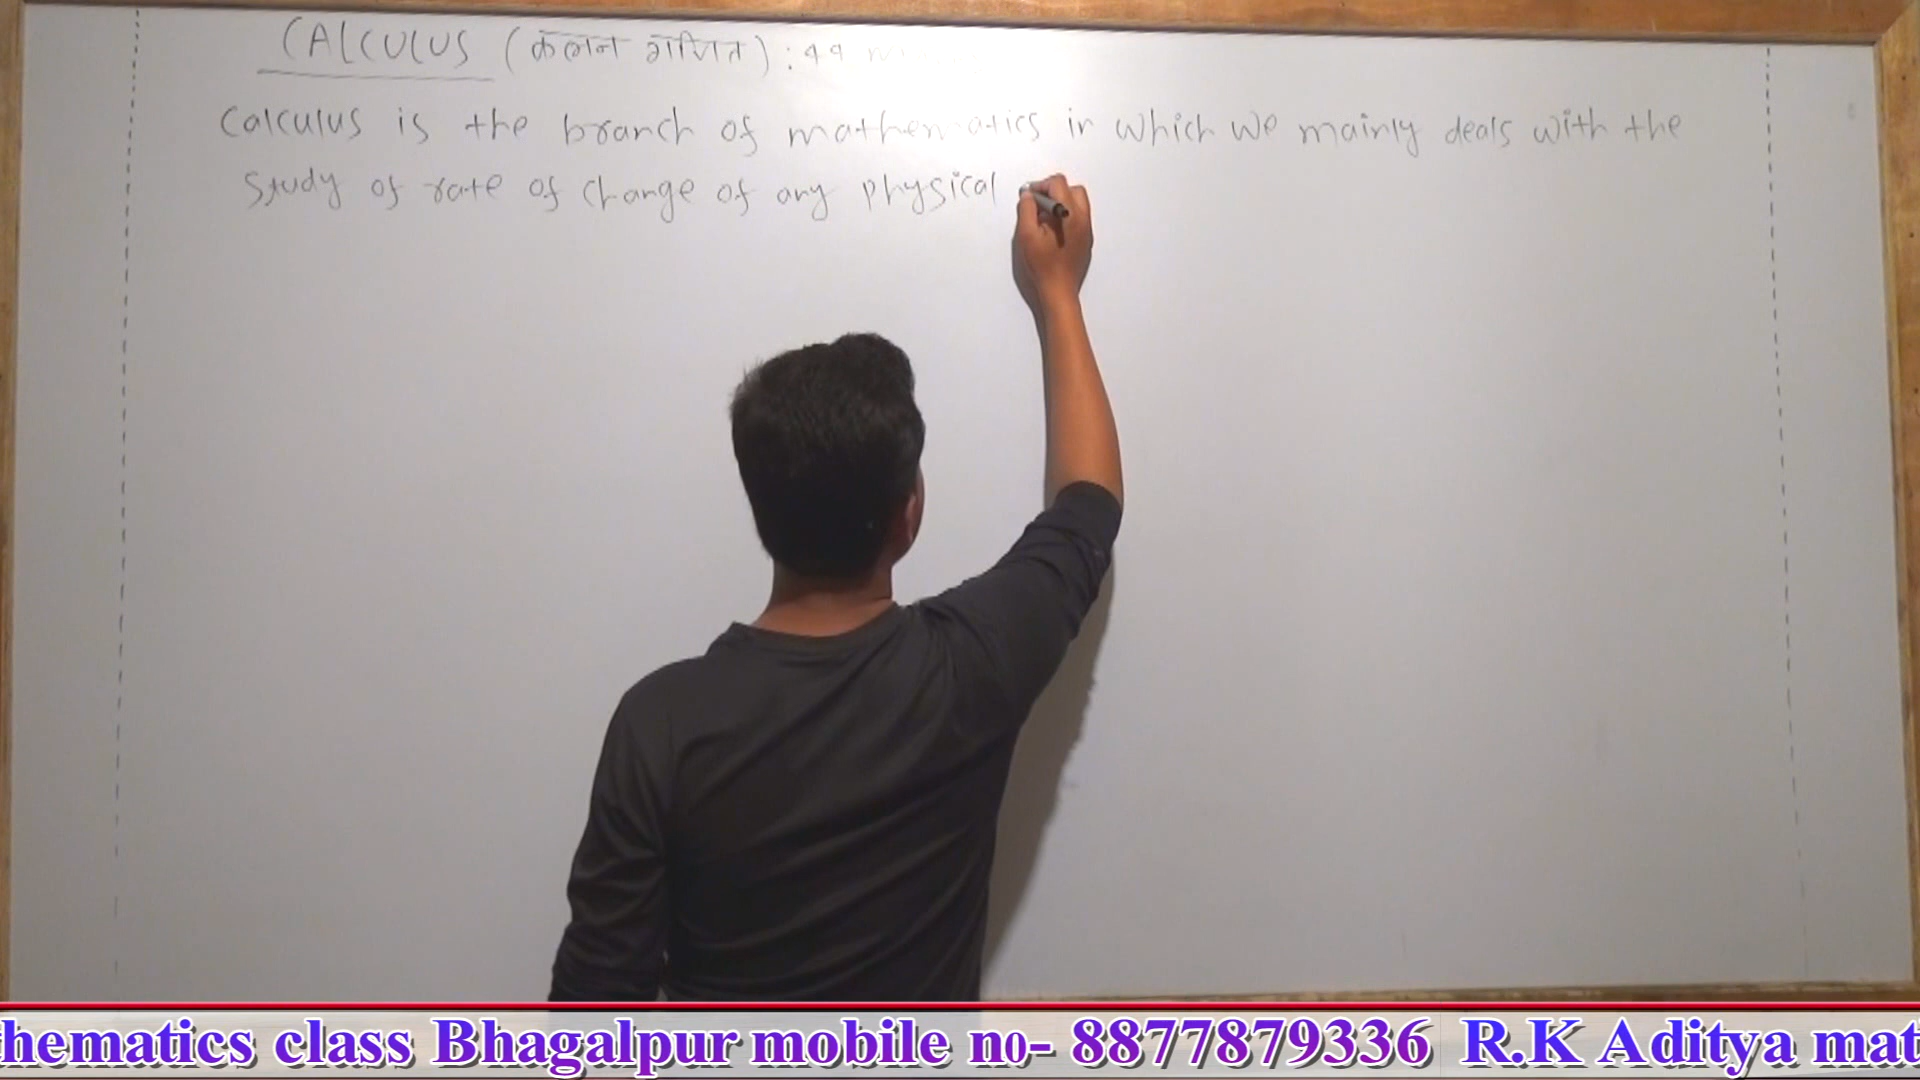 CALCULUS (कलन गणित) : 44
Calculus is the branch of mathematics in which we mainly deals with the
study of rate of change of any physical
hematics class Bhagalpur mobile no- 8877879336 R.K Aditya mat